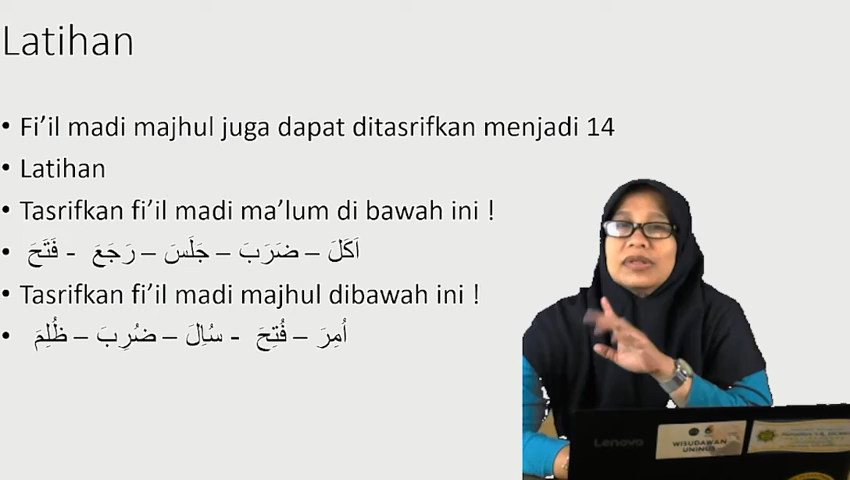 Latihan
• Fi'il madi majhul juga dapat ditasrifkan menjadi 14
• Latihan
• Tasrifkan fi'il madi ma'lum di bawah ini !
• اَكَلَ – ضَرَبَ – جَلَسَ – رَجَعَ - فَتَحَ
• Tasrifkan fi'il madi majhul dibawah ini !
• اُمِرَ – فُتِحَ - سُاِلَ – ضُرِبَ – ظُلِمَ
Lenovo
WISUDAWAN
UNINUS